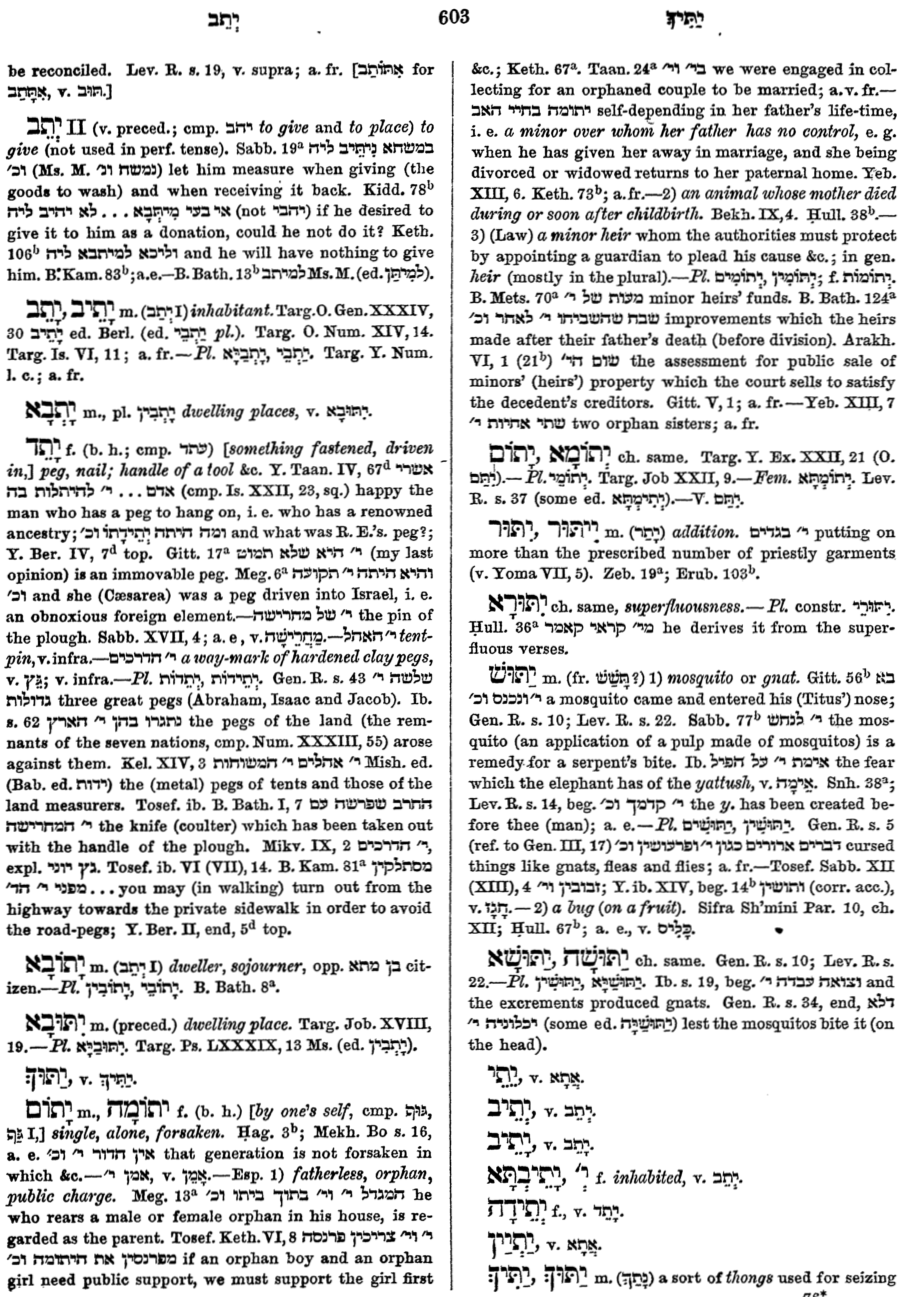 יְתֵב 603 יַתִּיךְ
be reconciled. Lev. R. s. 19, v. supra; a. fr. [אִתּוֹתַב for
אִתְּתַב, v. תּוּב.]
יְתֵב II (v. preced.; cmp. יהב to give and to place) to
give (not used in perf. tense). Sabb. 19ᵃ במשחא ניתיב ליה
וכ׳ (Ms. M. נמשח ונ׳) let him measure when giving (the
goods to wash) and when receiving it back. Kidd. 78ᵇ
אי בעי מִיתְּבָא ... לא יהיב ליה (not יהבי) if he desired to
give it to him as a donation, could he not do it? Keth.
106ᵇ וליכא למיתבא ליה and he will have nothing to give
him. B. Kam. 83ᵇ; a. e.—B. Bath. 13ᵇ למיתב Ms. M. (ed. לְמִיתַּן).
יָתֵיב, יָתֵב m. (יְתֵב I) inhabitant. Targ. O. Gen. XXXIV,
30 יָתֵיב ed. Berl. (ed. יָתְבֵי pl.). Targ. O. Num. XIV, 14.
Targ. Is. VI, 11; a. fr.—Pl. יָתְבֵי, יָתְבַיָּא. Targ. Y. Num.
l. c.; a. fr.
יָתְבָא m., pl. יָתְבִין dwelling places, v. יִתּוּבָא.
יָתֵד f. (b. h.; cmp. עתד) [something fastened, driven
in,] peg, nail; handle of a tool &c. Y. Taan. IV, 67ᵈ אשרי
אדם ... י׳ להיתלות בה (cmp. Is. XXII, 23, sq.) happy the
man who has a peg to hang on, i. e. who has a renowned
ancestry; ומה היתה יְתֵידָתוֹ וכ׳ and what was R. E.'s. peg?;
Y. Ber. IV, 7ᵈ top. Gitt. 17ᵃ י׳ היא שלא תמוט (my last
opinion) is an immovable peg. Meg. 6ᵃ והיא היתה י׳ תקועה
וכ׳ and she (Cæsarea) was a peg driven into Israel, i. e.
an obnoxious foreign element.—י׳ של מחרישה the pin of
the plough. Sabb. XVII, 4; a. e, v. מַחֲרֵישָׁה.—י׳ האהל tent-
pin, v. infra.—י׳ הדרכים a way-mark of hardened clay pegs,
v. גֵּץ; v. infra.—Pl. יְתֵידוֹת, יְתֵדוֹת. Gen. R. s. 43 שלשה י׳
גדולות three great pegs (Abraham, Isaac and Jacob). Ib.
s. 62 נתגרו בהן י׳ הארץ the pegs of the land (the rem-
nants of the seven nations, cmp. Num. XXXIII, 55) arose
against them. Kel. XIV, 3 י׳ אהלים י׳ המשוחות Mish. ed.
(Bab. ed. ידות) the (metal) pegs of tents and those of the
land measurers. Tosef. ib. B. Bath. I, 7 החרב שפרשה עם
י׳ המחרישה the knife (coulter) which has been taken out
with the handle of the plough. Mikv. IX, 2 י׳ הדרכים,
expl. גץ יוני. Tosef. ib. VI (VII), 14. B. Kam. 81ᵃ מסתלקין
מפני י׳ הד׳ ... you may (in walking) turn out from the
highway towards the private sidewalk in order to avoid
the road-pegs; Y. Ber. II, end, 5ᵈ top.
יָתוֹבָא m. (יְתֵב I) dweller, sojourner, opp. בן מתא cit-
izen.—Pl. יָתוֹבֵי, יָתוֹבִין. B. Bath. 8ᵃ.
יִתּוּבָא m. (preced.) dwelling place. Targ. Job. XVIII,
19.—Pl. יִתּוּבַיָּא. Targ. Ps. LXXXIX, 13 Ms. (ed. יָתְבִין).
יַתּוּךְ, v. יַתִּיךְ.
יָתוֹם m., יְתוֹמָה f. (b. h.) [by one's self, cmp. גּוּף,
גַּם I,] single, alone, forsaken. Ḥag. 3ᵇ; Mekh. Bo s. 16,
a. e. אין הדור י׳ וכ׳ that generation is not forsaken in
which &c.—אמן י׳, v. אָמֵן.—Esp. 1) fatherless, orphan,
public charge. Meg. 13ᵃ המגדל י׳ וי׳ בתוך ביתו וכ׳ he
who rears a male or female orphan in his house, is re-
garded as the parent. Tosef. Keth. VI, 8 י׳ וי׳ צריכין פרנסה
מפרנסין את היתומה וכ׳ if an orphan boy and an orphan
girl need public support, we must support the girl first
&c.; Keth. 67ᵃ. Taan. 24ᵃ בי׳ וי׳ we were engaged in col-
lecting for an orphaned couple to be married; a. v. fr.—
יתומה בחיי האב self-depending in her father's life-time,
i. e. a minor over whom her father has no control, e. g.
when he has given her away in marriage, and she being
divorced or widowed returns to her paternal home. Yeb.
XIII, 6. Keth. 73ᵇ; a. fr.—2) an animal whose mother died
during or soon after childbirth. Bekh. IX, 4. Ḥull. 38ᵇ.—
3) (Law) a minor heir whom the authorities must protect
by appointing a guardian to plead his cause &c.; in gen.
heir (mostly in the plural).—Pl. יְתוֹמִים, יְתוֹמִין; f. יְתוֹמוֹת.
B. Mets. 70ᵃ מעות של י׳ minor heirs' funds. B. Bath. 124ᵃ
שבח שהשביחו י׳ לאחר וכ׳ improvements which the heirs
made after their father's death (before division). Arakh.
VI, 1 (21ᵇ) שום הי׳ the assessment for public sale of
minors' (heirs') property which the court sells to satisfy
the decedent's creditors. Gitt. V, 1; a. fr.—Yeb. XIII, 7
שתי אחיות י׳ two orphan sisters; a. fr.
יְתוֹמָא, יְתוֹם ch. same. Targ. Y. Ex. XXII, 21 (O.
יִתַּם).—Pl. יְתוֹמֵי. Targ. Job XXII, 9.—Fem. יְתוֹמְתָּא. Lev.
R. s. 37 (some ed. יְתִימְתָּא).—V. יִתַּם.
יִיתּוּר, יִתּוּר m. (יָתַר) addition. י׳ בגדים putting on
more than the prescribed number of priestly garments
(v. Yoma VII, 5). Zeb. 19ᵃ; Erub. 103ᵇ.
יִתּוּרָא ch. same, superfluousness.—Pl. constr. יִתּוּרֵי.
Ḥull. 36ᵃ מי׳ קראי קאמר he derives it from the super-
fluous verses.
יַתּוּשׁ m. (fr. תָּשַׁשׁ?) 1) mosquito or gnat. Gitt. 56ᵇ בא
י׳ ונכנס וכ׳ a mosquito came and entered his (Titus') nose;
Gen. R. s. 10; Lev. R. s. 22. Sabb. 77ᵇ י׳ לנחש the mos-
quito (an application of a pulp made of mosquitos) is a
remedy for a serpent's bite. Ib. אימת י׳ על הפיל the fear
which the elephant has of the yattush, v. אֵימָה. Snh. 38ᵃ;
Lev. R. s. 14, beg. י׳ קדמך וכ׳ the y. has been created be-
fore thee (man); a. e.—Pl. יַתּוּשִׁים, יַתּוּשִׁין. Gen. R. s. 5
(ref. to Gen. III, 17) דברים ארורים כגון י׳ ופרעושין וכ׳ cursed
things like gnats, fleas and flies; a. fr.—Tosef. Sabb. XII
(XIII), 4 זבובין וי׳; Y. ib. XIV, beg. 14ᵇ ותושין (corr. acc.),
v. חָגָז.—2) a bug (on a fruit). Sifra Sh'mini Par. 10, ch.
XII; Ḥull. 67ᵇ; a. e., v. כָּלִיס.
יַתּוּשָׁה, יַתּוּשָׁא ch. same. Gen. R. s. 10; Lev. R. s.
22.—Pl. יַתּוּשַׁיָּא, יַתּוּשִׁין. Ib. s. 19, beg. וצואה עבדה י׳ and
the excrements produced gnats. Gen. R. s. 34, end, דלא
יכלוניה י׳ (some ed. יַתּוּשַׁיָּה) lest the mosquitos bite it (on
the head).
יֵתֵי, v. אֲתָא.
יָתֵיב, v. יְתֵב.
יָתֵיב, v. יְתֵב.
יָתֵיבְתָּא, יְ׳ f. inhabited, v. יְתֵב.
יְתֵידָה f., v. יָתֵד.
יַתְיִין, v. אֲתָא.
יַתּוּךְ, יַתִּיךְ m. (נָתַךְ) a sort of thongs used for seizing